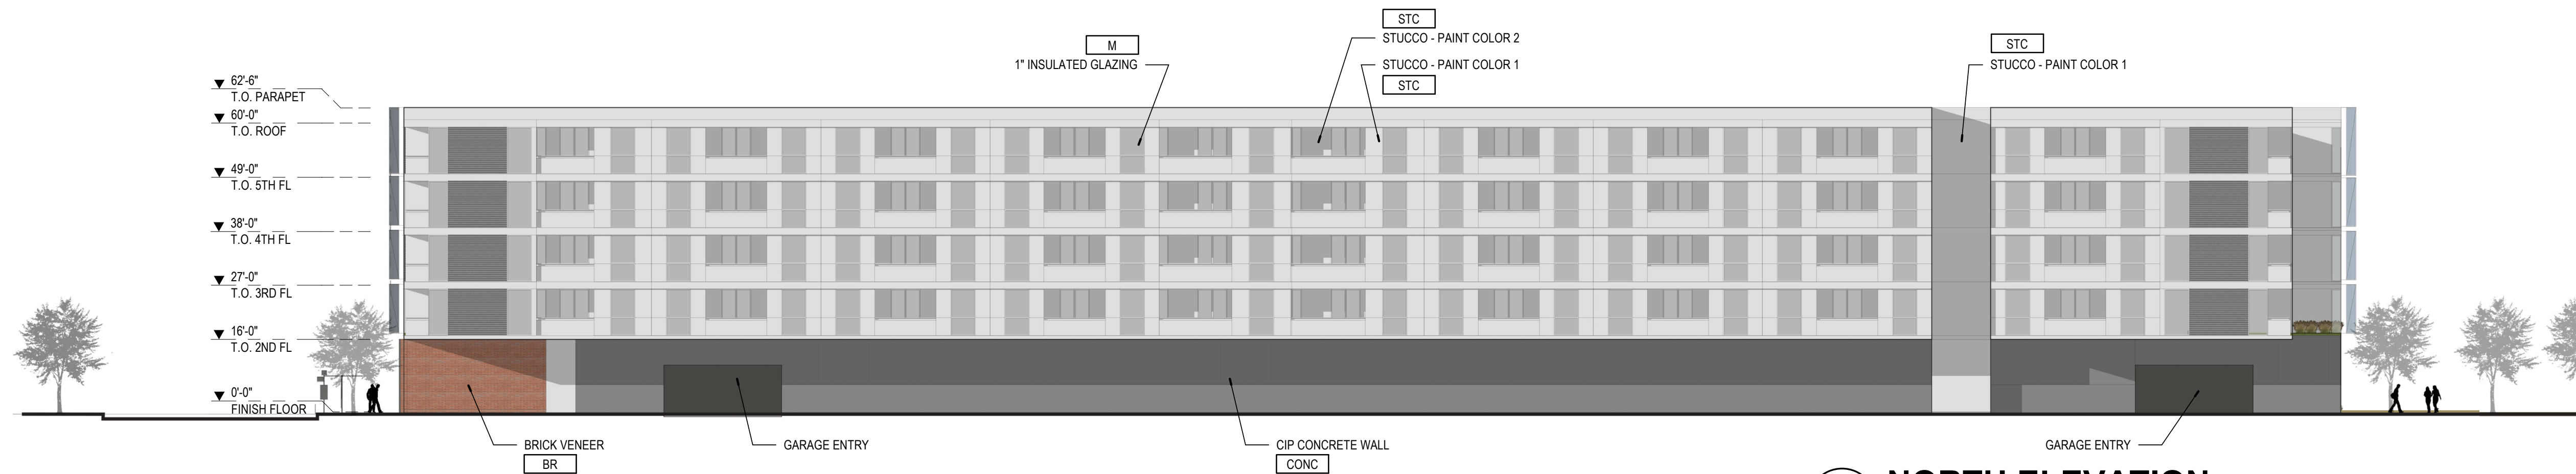 STC
STUCCO - PAINT COLOR 2
M
1" INSULATED GLAZING
STUCCO - PAINT COLOR 1
STC
STC
STUCCO - PAINT COLOR 1
62'-6"
T.O. PARAPET
60'-0"
T.O. ROOF
49'-0"
T.O. 5TH FL
38'-0"
T.O. 4TH FL
27'-0"
T.O. 3RD FL
16'-0"
T.O. 2ND FL
0'-0"
FINISH FLOOR
BRICK VENEER
BR
GARAGE ENTRY
CIP CONCRETE WALL
CONC
GARAGE ENTRY
NORTH ELEVATION